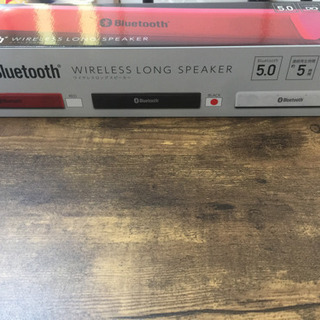 Bluetooth
5.0
WIRELESS LONG SPEAKER
Bluetooth®
WIRELESS LONG SPEAKER
ワイヤレスロングスピーカー
Bluetooth
5.0
5
RED
Bluetooth
BLACK
Bluetooth